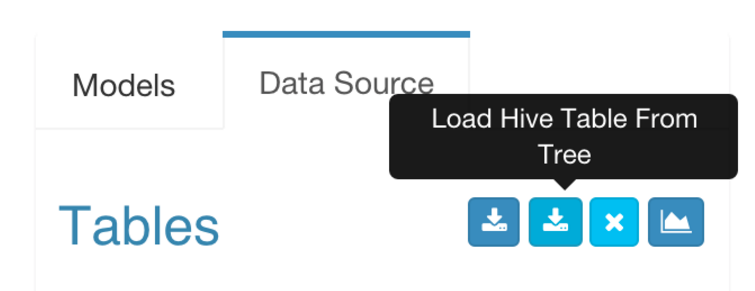 Models
Data Source
Load Hive Table From
Tree
Tables